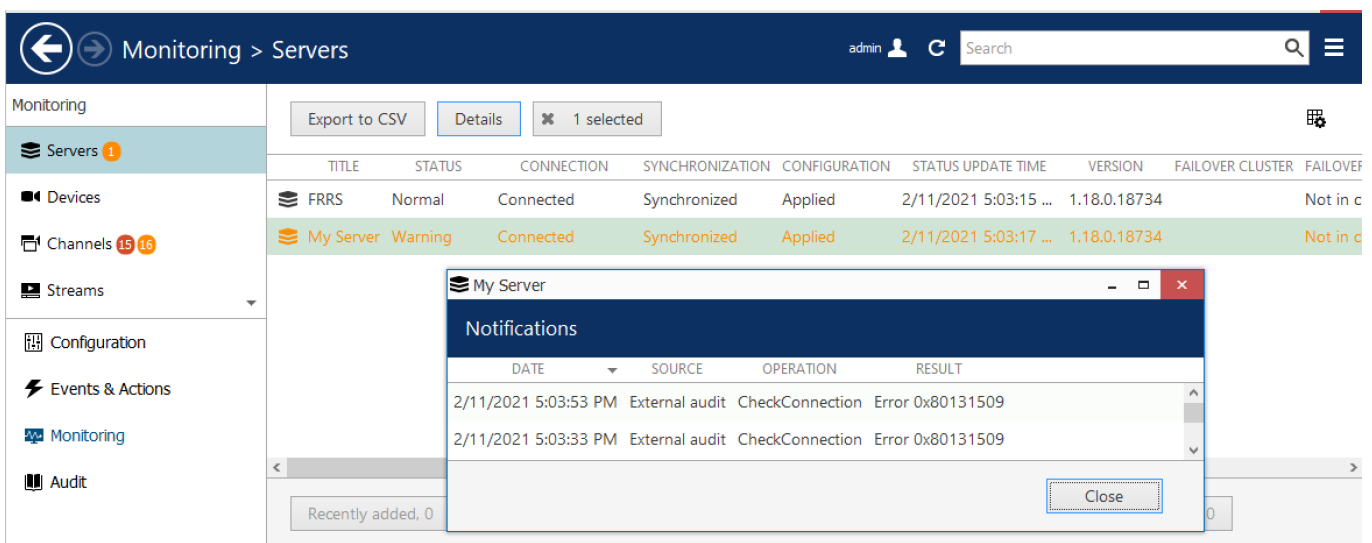 Monitoring > Servers
admin
Search
Monitoring
Servers 1
Devices
Channels 15 16
Streams
Configuration
Events & Actions
Monitoring
Audit
Export to CSV
Details
1 selected
TITLE STATUS CONNECTION SYNCHRONIZATION CONFIGURATION STATUS UPDATE TIME VERSION FAILOVER CLUSTER FAILOVER
FRRS Normal Connected Synchronized Applied 2/11/2021 5:03:15 ... 1.18.0.18734 Not in c
My Server Warning Connected Synchronized Applied 2/11/2021 5:03:17 ... 1.18.0.18734 Not in c
My Server
Notifications
DATE SOURCE OPERATION RESULT
2/11/2021 5:03:53 PM External audit CheckConnection Error 0x80131509
2/11/2021 5:03:33 PM External audit CheckConnection Error 0x80131509
Close
Recently added, 0
0